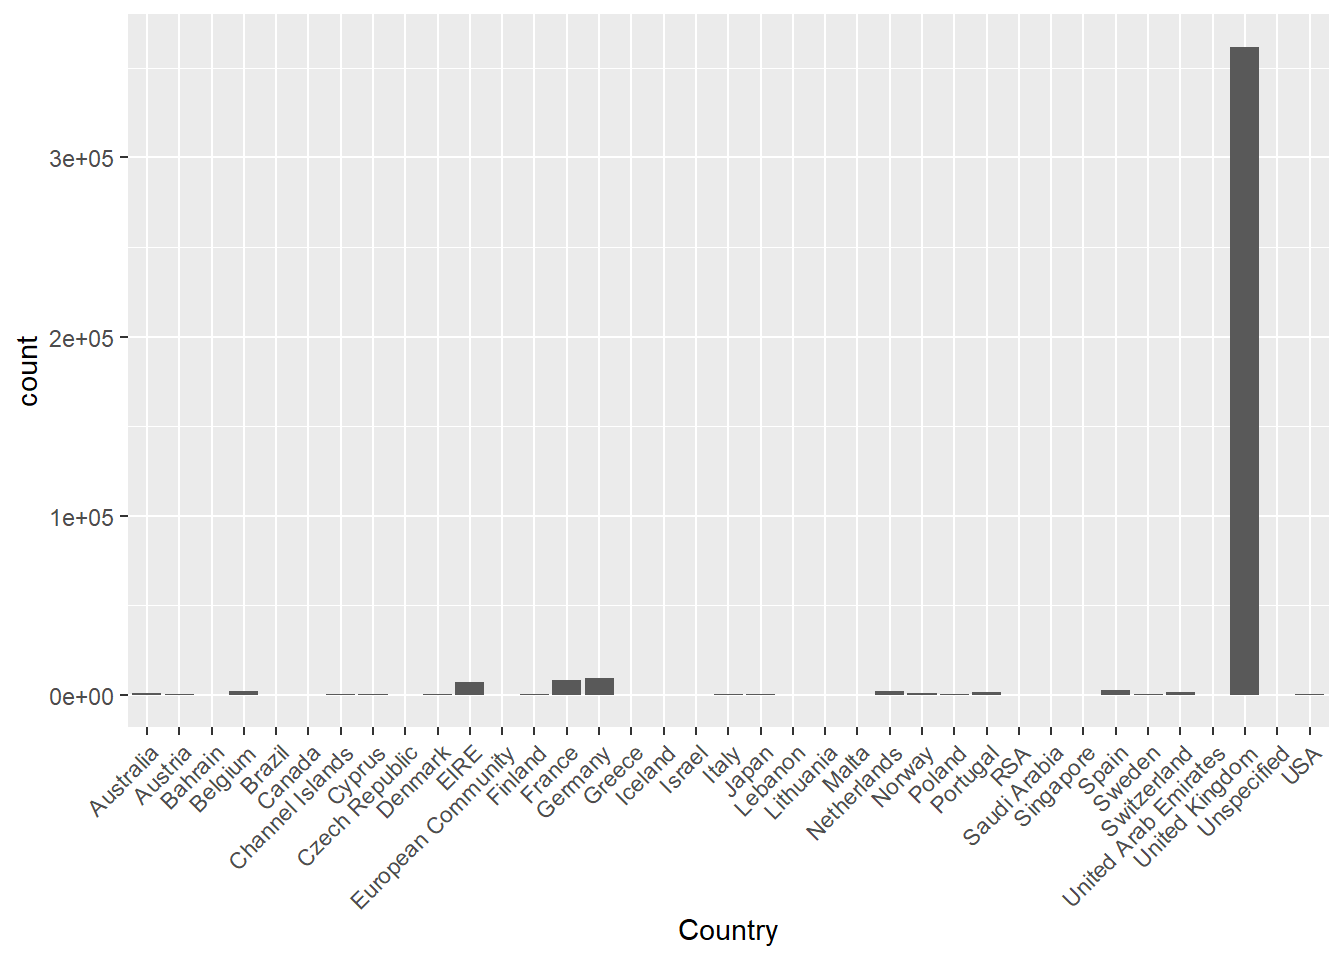 3e+05
2e+05
1e+05
0e+00
count
Australia
Austria
Bahrain
Belgium
Brazil
Canada
Channel Islands
Cyprus
Czech Republic
Denmark
EIRE
European Community
Finland
France
Germany
Greece
Iceland
Israel
Italy
Japan
Lebanon
Lithuania
Malta
Netherlands
Norway
Poland
Portugal
RSA
Saudi Arabia
Singapore
Spain
Sweden
Switzerland
United Arab Emirates
United Kingdom
Unspecified
USA
Country